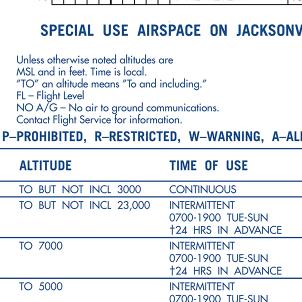 SPECIAL USE AIRSPACE ON JACKSONV
Unless otherwise noted altitudes are
MSL and in feet. Time is local.
"TO" an altitude means "To and including."
FL – Flight Level
NO A/G – No air to ground communications.
Contact Flight Service for information.
P–PROHIBITED, R–RESTRICTED, W–WARNING, A–AL
ALTITUDE TIME OF USE
TO BUT NOT INCL 3000 CONTINUOUS
TO BUT NOT INCL 23,000 INTERMITTENT
0700-1900 TUE-SUN
†24 HRS IN ADVANCE
TO 7000 INTERMITTENT
0700-1900 TUE-SUN
†24 HRS IN ADVANCE
TO 5000 INTERMITTENT
0700-1900 TUE-SUN